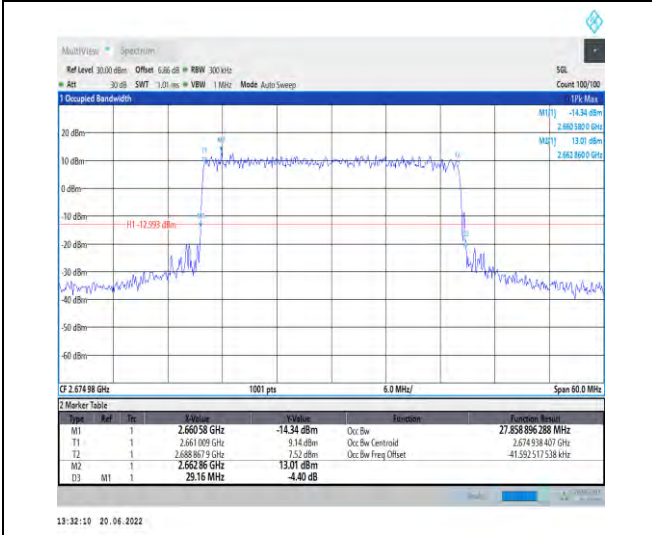 MultiView Spectrum
Ref Level 30.00 dBm Offset 6.86 dB RBW 300 kHz SGL
Att 30 dB SWT 1.01 ms VBW 1 MHz Mode Auto Sweep Count 100/100
1 Occupied Bandwidth 1Pk Max
M1[1] -14.34 dBm
2.660 580 0 GHz
20 dBm
M2[1] 13.01 dBm
2.662 860 0 GHz
M2
T1
T2
10 dBm
0 dBm
-10 dBm
M1
H1 -12.993 dBm
-20 dBm
-30 dBm
-40 dBm
-50 dBm
-60 dBm
CF 2.674 98 GHz 1001 pts 6.0 MHz/ Span 60.0 MHz
2 Marker Table
Type Ref Trc X-Value Y-Value Function Function Result
M1 1 2.660 58 GHz -14.34 dBm Occ Bw 27.858 896 288 MHz
T1 1 2.661 009 GHz 9.14 dBm Occ Bw Centroid 2.674 938 407 GHz
T2 1 2.688 867 9 GHz 7.52 dBm Occ Bw Freq Offset -41.592 517 538 kHz
M2 1 2.662 86 GHz 13.01 dBm
D3 M1 1 29.16 MHz -4.40 dB
13:32:10 20.06.2022